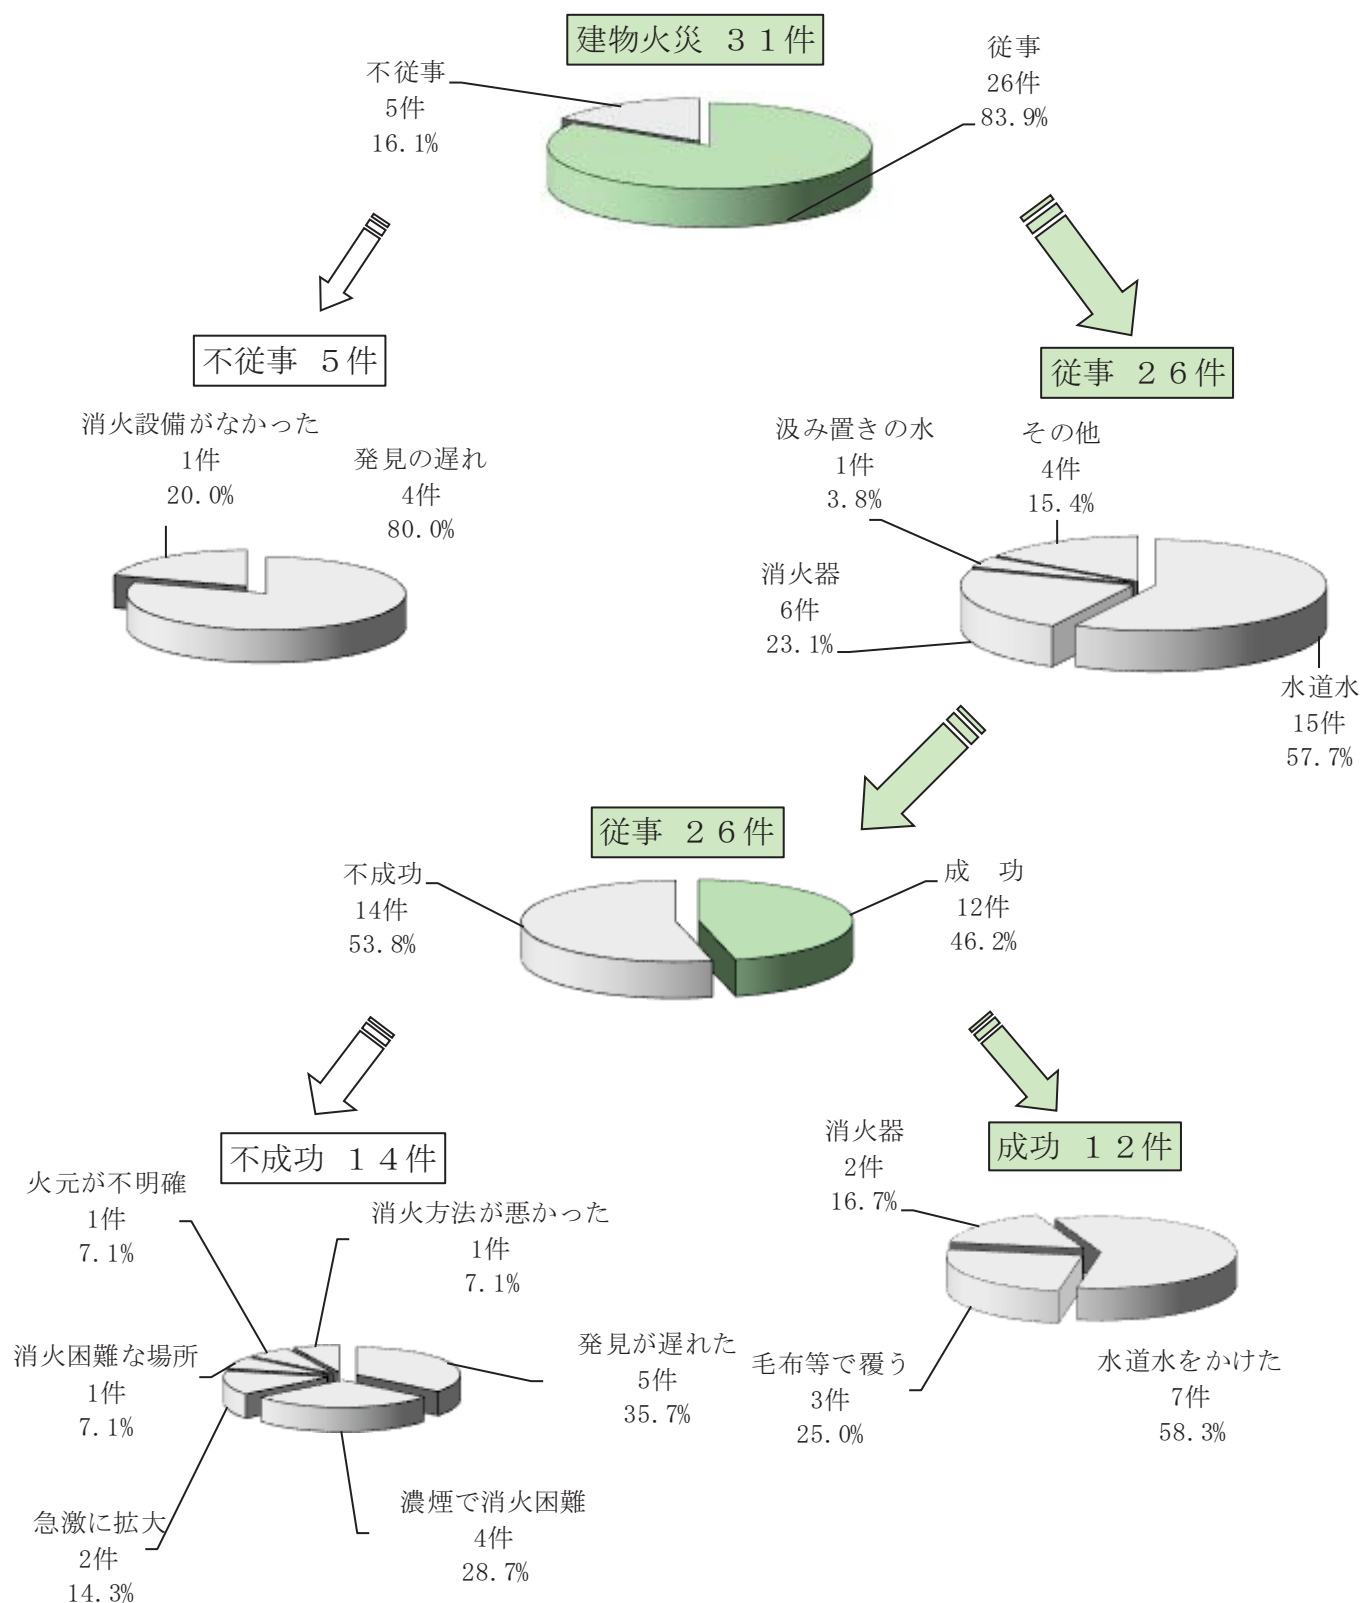 建物火災 ３１件
不従事
5件
16.1%
従事
26件
83.9%
不従事 ５件
消火設備がなかった
1件
20.0%
発見の遅れ
4件
80.0%
従事 ２６件
汲み置きの水
1件
3.8%
その他
4件
15.4%
消火器
6件
23.1%
水道水
15件
57.7%
従事 ２６件
不成功
14件
53.8%
成　功
12件
46.2%
不成功 １４件
火元が不明確
1件
7.1%
消火方法が悪かった
1件
7.1%
消火困難な場所
1件
7.1%
発見が遅れた
5件
35.7%
急激に拡大
2件
14.3%
濃煙で消火困難
4件
28.7%
成功 １２件
消火器
2件
16.7%
毛布等で覆う
3件
25.0%
水道水をかけた
7件
58.3%